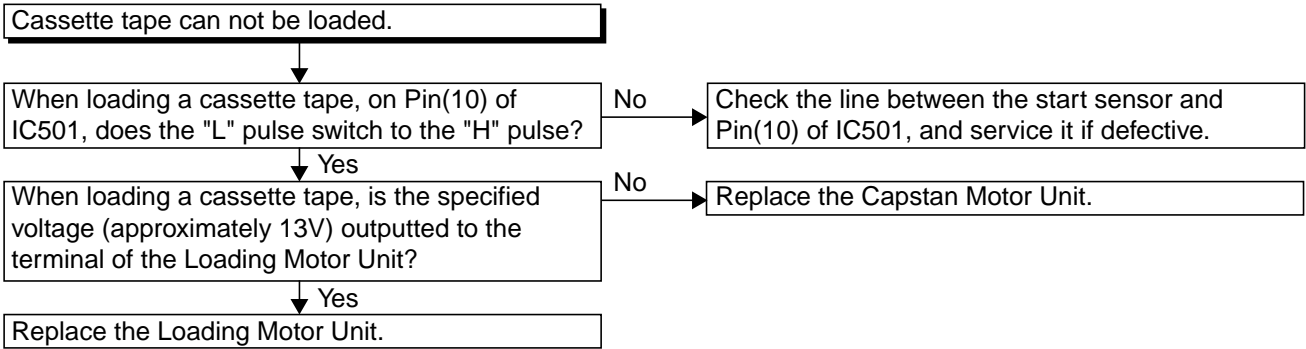 Cassette tape can not be loaded.
When loading a cassette tape, on Pin(10) of
IC501, does the "L" pulse switch to the "H" pulse?
No
Check the line between the start sensor and
Pin(10) of IC501, and service it if defective.
Yes
When loading a cassette tape, is the specified
voltage (approximately 13V) outputted to the
terminal of the Loading Motor Unit?
No
Replace the Capstan Motor Unit.
Yes
Replace the Loading Motor Unit.